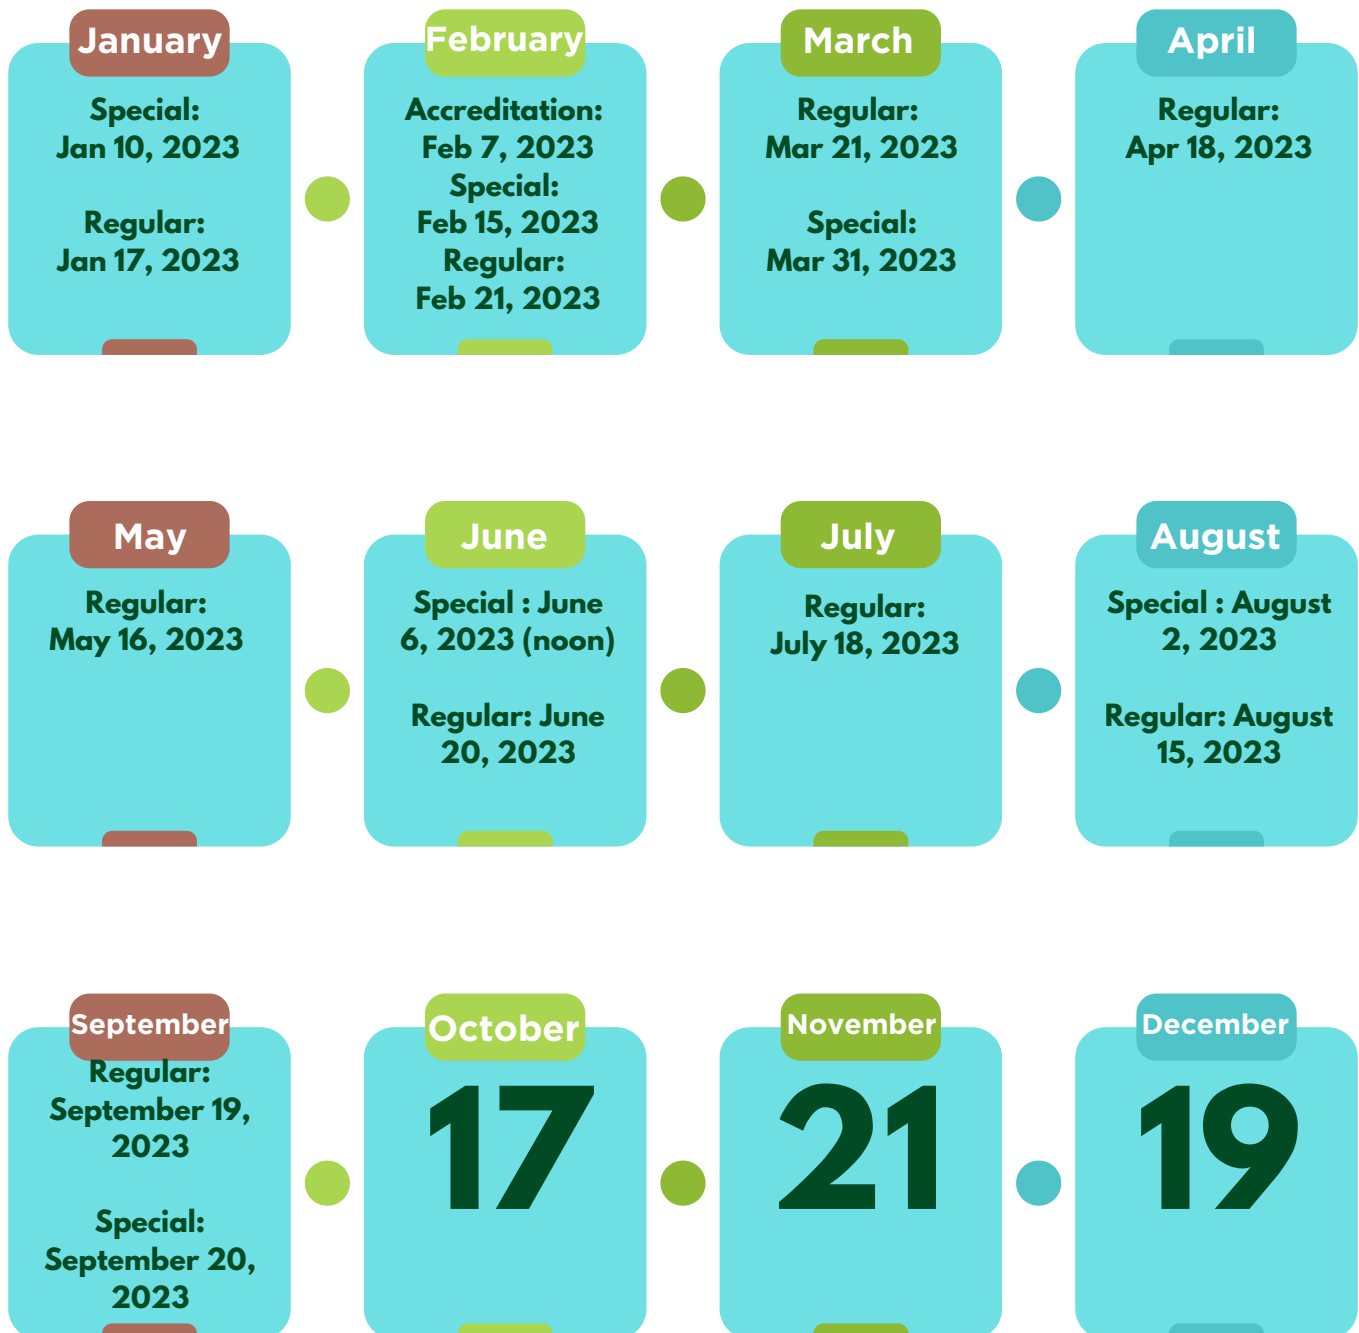 January
Special:
Jan 10, 2023
Regular:
Jan 17, 2023
February
Accreditation:
Feb 7, 2023
Special:
Feb 15, 2023
Regular:
Feb 21, 2023
March
Regular:
Mar 21, 2023
Special:
Mar 31, 2023
April
Regular:
Apr 18, 2023
May
Regular:
May 16, 2023
June
Special : June
6, 2023 (noon)
Regular: June
20, 2023
July
Regular:
July 18, 2023
August
Special : August
2, 2023
Regular: August
15, 2023
September
Regular:
September 19,
2023
Special:
September 20,
2023
October
17
November
21
December
19